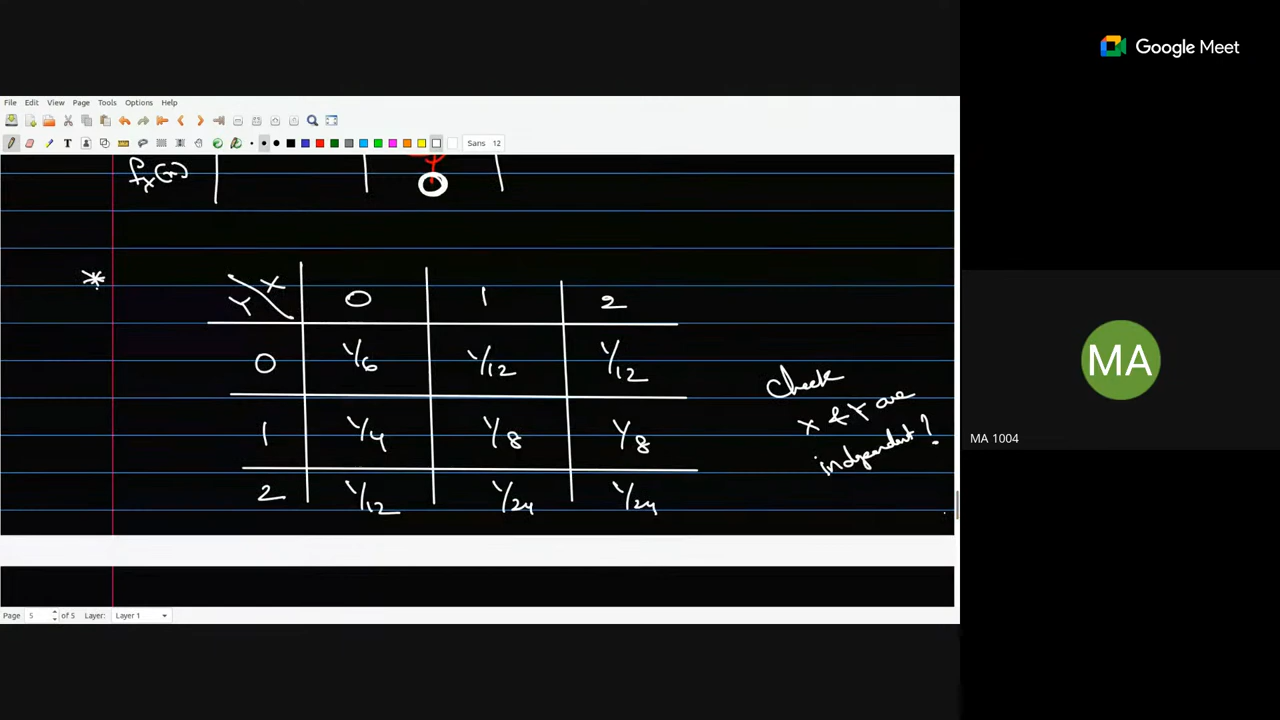 Google Meet
File Edit View Page Tools Options Help
Sans 12
fx(x)
*
X
Y 0 1 2
0 1/6 1/12 1/12
1 1/4 1/8 1/8
2 1/12 1/24 1/24
check
X & Y are
independent?
MA
MA 1004
Page 5 of 5 Layer: Layer 1